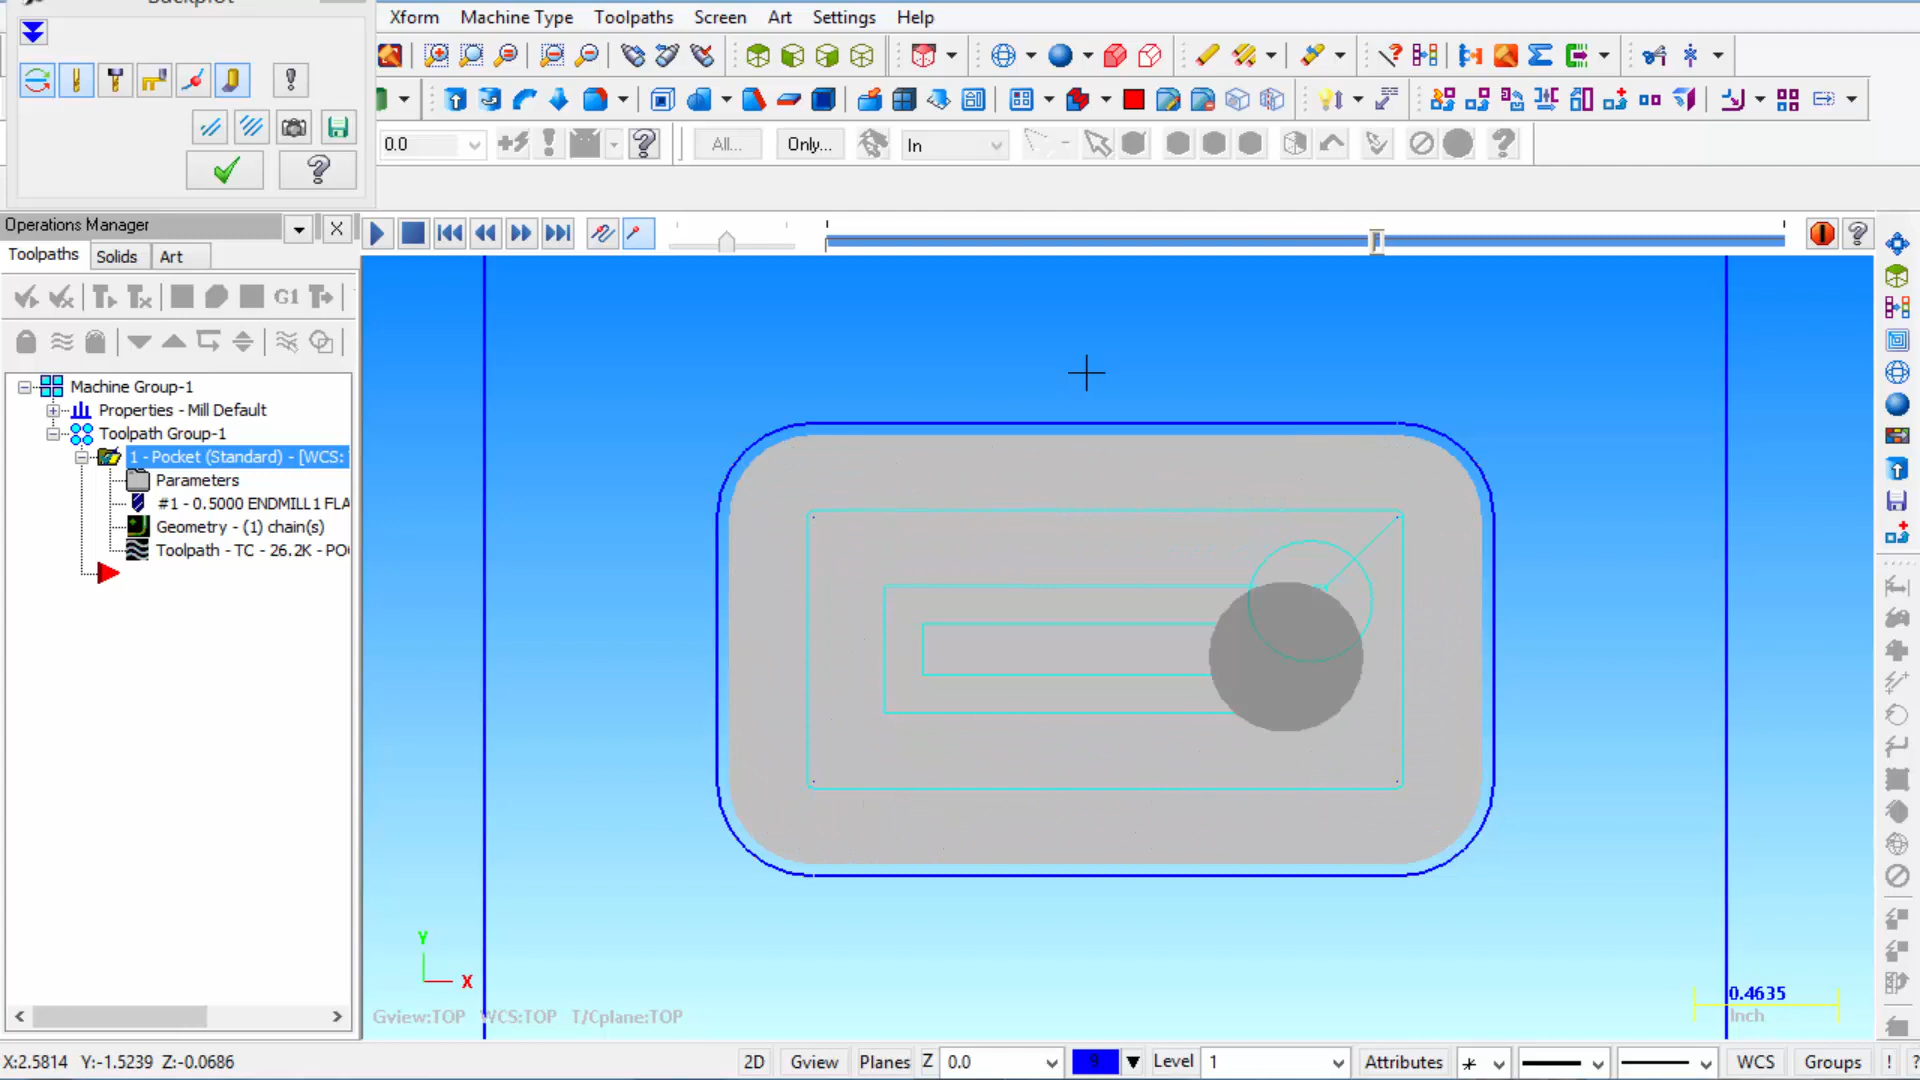 Backplot
Xform Machine Type Toolpaths Screen Art Settings Help
0.0 All... Only... In
Operations Manager
Toolpaths Solids Art
G1
Machine Group-1
Properties - Mill Default
Toolpath Group-1
1 - Pocket (Standard) - [WCS:
Parameters
#1 - 0.5000 ENDMILL1 FLA
Geometry - (1) chain(s)
Toolpath - TC - 26.2K - PO
Y
X
Gview:TOP WCS:TOP T/Cplane:TOP
0.4635
Inch
X:2.5814 Y:-1.5239 Z:-0.0686 2D Gview Planes Z 0.0 9 Level 1 Attributes WCS Groups ! ?